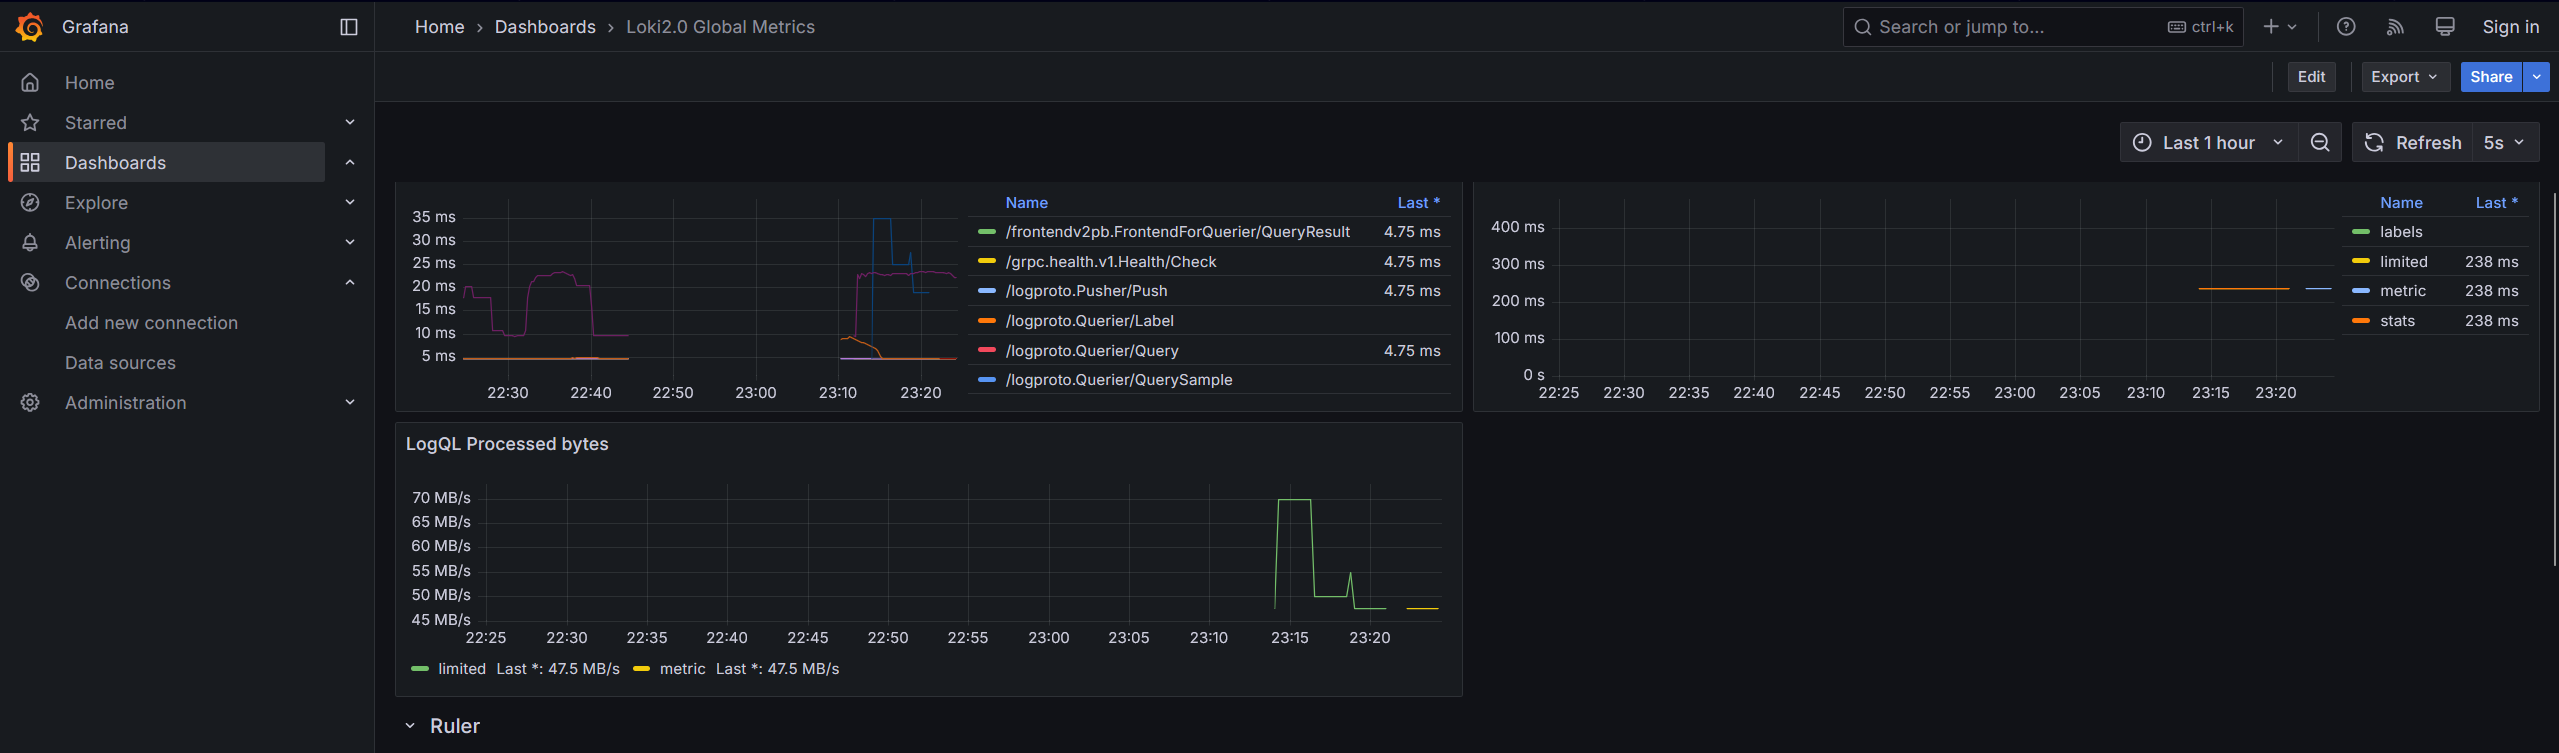 Grafana
Home › Dashboards › Loki2.0 Global Metrics
Search or jump to... ctrl+k
Sign in
Edit
Export
Share
Home
Starred
Dashboards
Explore
Alerting
Connections
Add new connection
Data sources
Administration
Last 1 hour
Refresh 5s
35 ms
30 ms
25 ms
20 ms
15 ms
10 ms
5 ms
22:30 22:40 22:50 23:00 23:10 23:20
Name Last *
/frontendv2pb.FrontendForQuerier/QueryResult 4.75 ms
/grpc.health.v1.Health/Check 4.75 ms
/logproto.Pusher/Push 4.75 ms
/logproto.Querier/Label
/logproto.Querier/Query 4.75 ms
/logproto.Querier/QuerySample
400 ms
300 ms
200 ms
100 ms
0 s
22:25 22:30 22:35 22:40 22:45 22:50 22:55 23:00 23:05 23:10 23:15 23:20
Name Last *
labels
limited 238 ms
metric 238 ms
stats 238 ms
LogQL Processed bytes
70 MB/s
65 MB/s
60 MB/s
55 MB/s
50 MB/s
45 MB/s
22:25 22:30 22:35 22:40 22:45 22:50 22:55 23:00 23:05 23:10 23:15 23:20
limited Last *: 47.5 MB/s metric Last *: 47.5 MB/s
Ruler